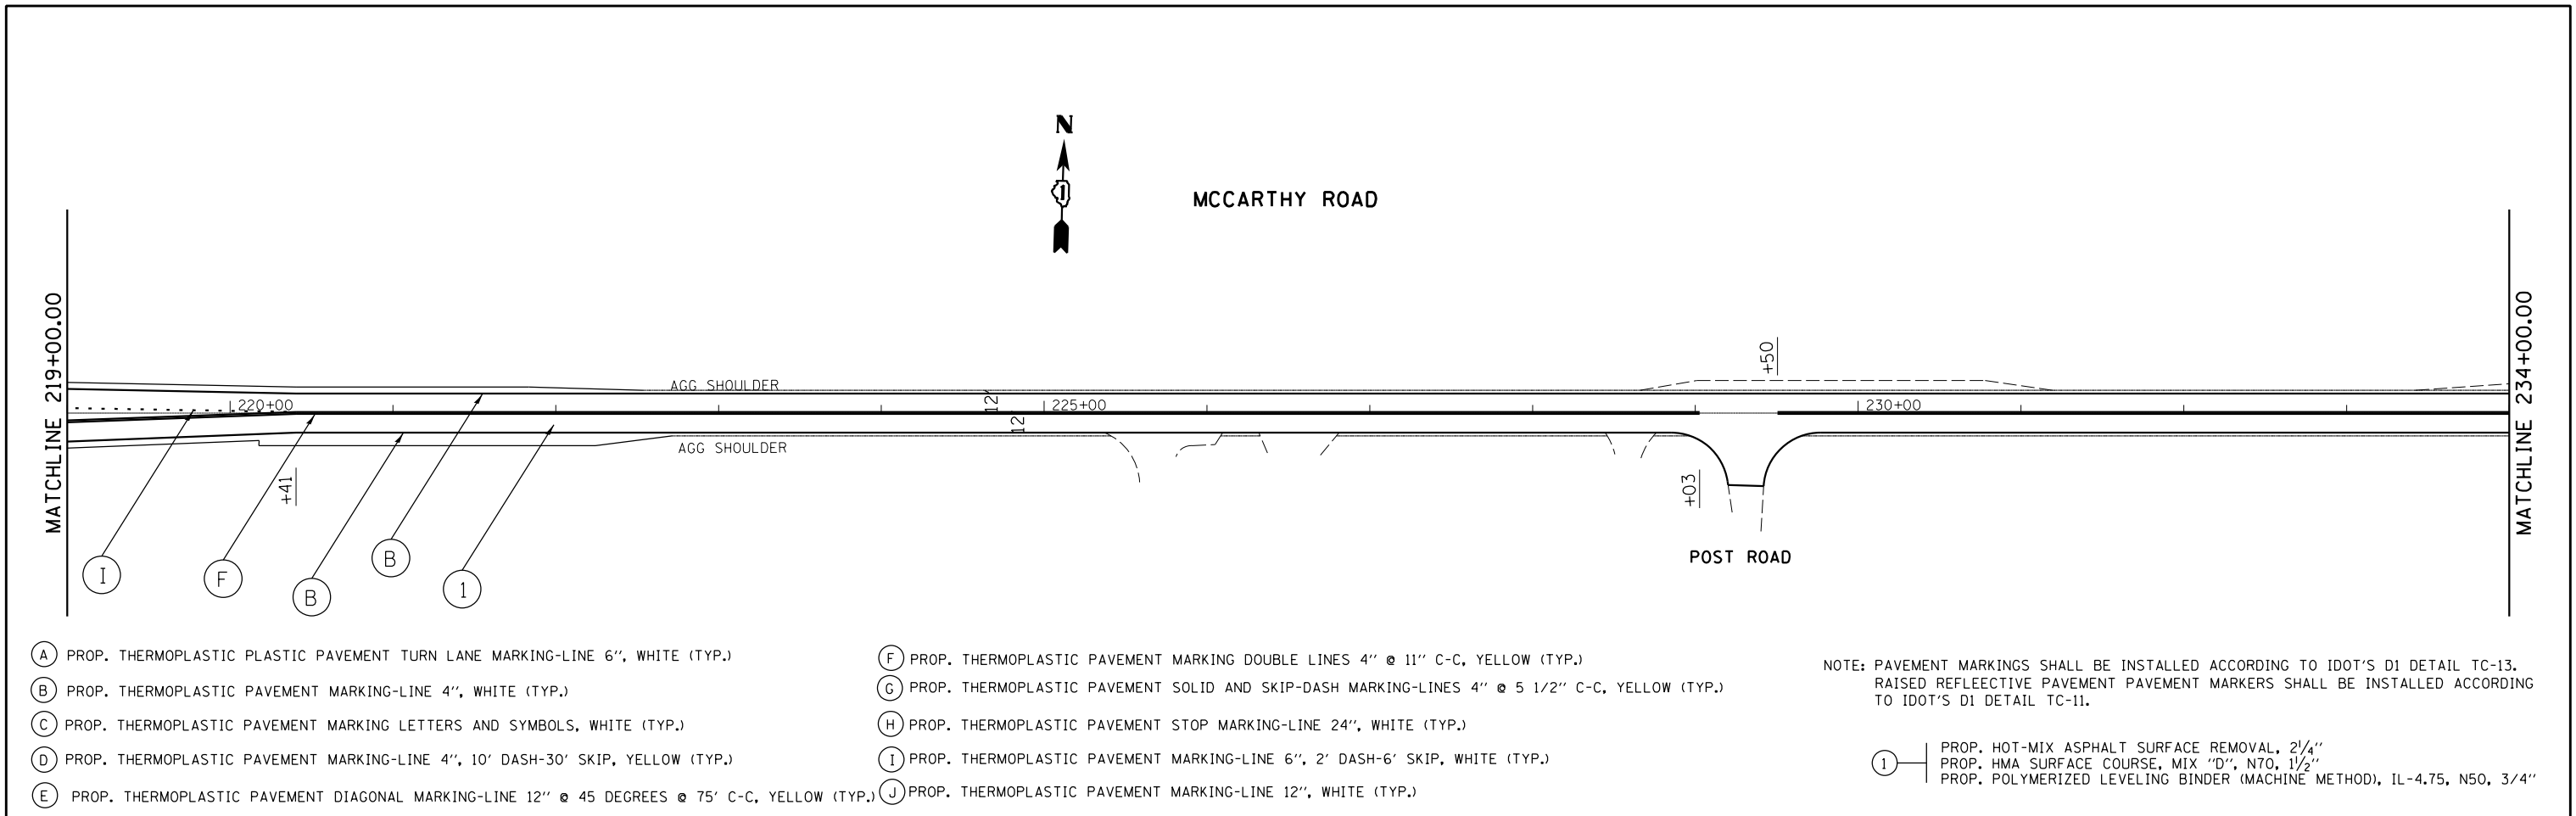 N
1
MCCARTHY ROAD
MATCHLINE 219+00.00
MATCHLINE 234+00.00
+50
AGG SHOULDER
12'
220+00
225+00
230+00
12'
AGG SHOULDER
+41
+03
POST ROAD
I
F
B
B
1
A PROP. THERMOPLASTIC PLASTIC PAVEMENT TURN LANE MARKING-LINE 6", WHITE (TYP.)
B PROP. THERMOPLASTIC PAVEMENT MARKING-LINE 4", WHITE (TYP.)
C PROP. THERMOPLASTIC PAVEMENT MARKING LETTERS AND SYMBOLS, WHITE (TYP.)
D PROP. THERMOPLASTIC PAVEMENT MARKING-LINE 4", 10' DASH-30' SKIP, YELLOW (TYP.)
E PROP. THERMOPLASTIC PAVEMENT DIAGONAL MARKING-LINE 12" @ 45 DEGREES @ 75' C-C, YELLOW (TYP.)
F PROP. THERMOPLASTIC PAVEMENT MARKING DOUBLE LINES 4" @ 11" C-C, YELLOW (TYP.)
G PROP. THERMOPLASTIC PAVEMENT SOLID AND SKIP-DASH MARKING-LINES 4" @ 5 1/2" C-C, YELLOW (TYP.)
H PROP. THERMOPLASTIC PAVEMENT STOP MARKING-LINE 24", WHITE (TYP.)
I PROP. THERMOPLASTIC PAVEMENT MARKING-LINE 6", 2' DASH-6' SKIP, WHITE (TYP.)
J PROP. THERMOPLASTIC PAVEMENT MARKING-LINE 12", WHITE (TYP.)
NOTE: PAVEMENT MARKINGS SHALL BE INSTALLED ACCORDING TO IDOT'S D1 DETAIL TC-13.
RAISED REFLEECTIVE PAVEMENT PAVEMENT MARKERS SHALL BE INSTALLED ACCORDING
TO IDOT'S D1 DETAIL TC-11.
1
PROP. HOT-MIX ASPHALT SURFACE REMOVAL, 2 1/4"
PROP. HMA SURFACE COURSE, MIX "D", N70, 1 1/2"
PROP. POLYMERIZED LEVELING BINDER (MACHINE METHOD), IL-4.75, N50, 3/4"